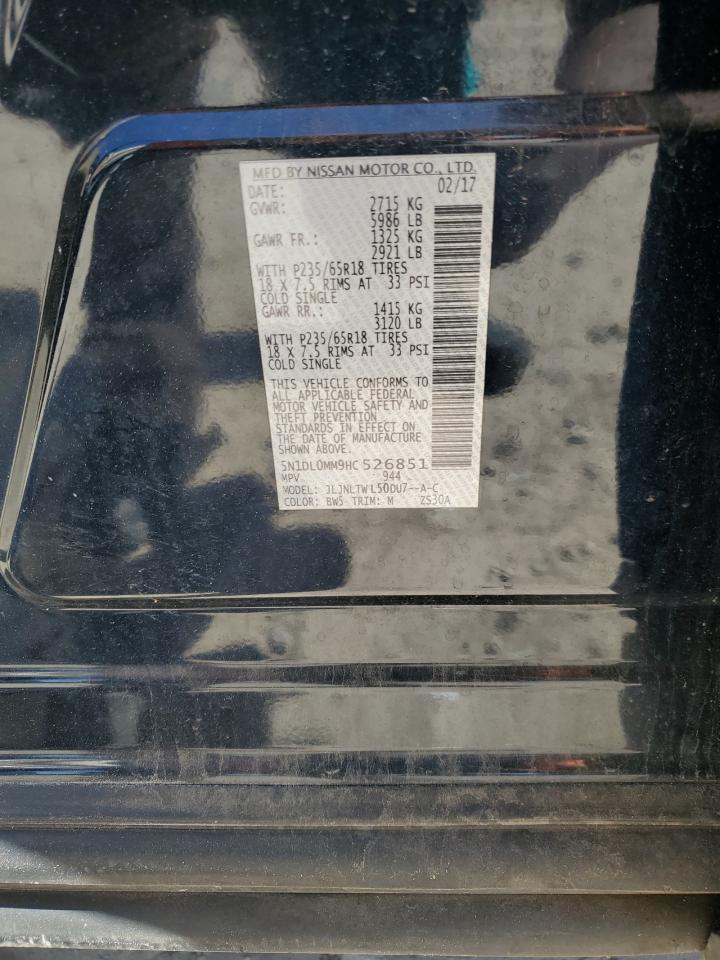 MFD BY NISSAN MOTOR CO., LTD.
DATE: 02/17
GVWR: 2715 KG
5986 LB
GAWR FR.: 1325 KG
2921 LB
WITH P235/65R18 TIRES
18 X 7.5 RIMS AT 33 PSI
COLD SINGLE
GAWR RR.: 1415 KG
3120 LB
WITH P235/65R18 TIRES
18 X 7.5 RIMS AT 33 PSI
COLD SINGLE
THIS VEHICLE CONFORMS TO
ALL APPLICABLE FEDERAL
MOTOR VEHICLE SAFETY AND
THEFT PREVENTION
STANDARDS IN EFFECT ON
THE DATE OF MANUFACTURE
SHOWN ABOVE.
5N1DL0MM9HC526851
MPV 944
MODEL: JLJNLTWL50DU7--A-C
COLOR: BW5 TRIM: M ZS30A